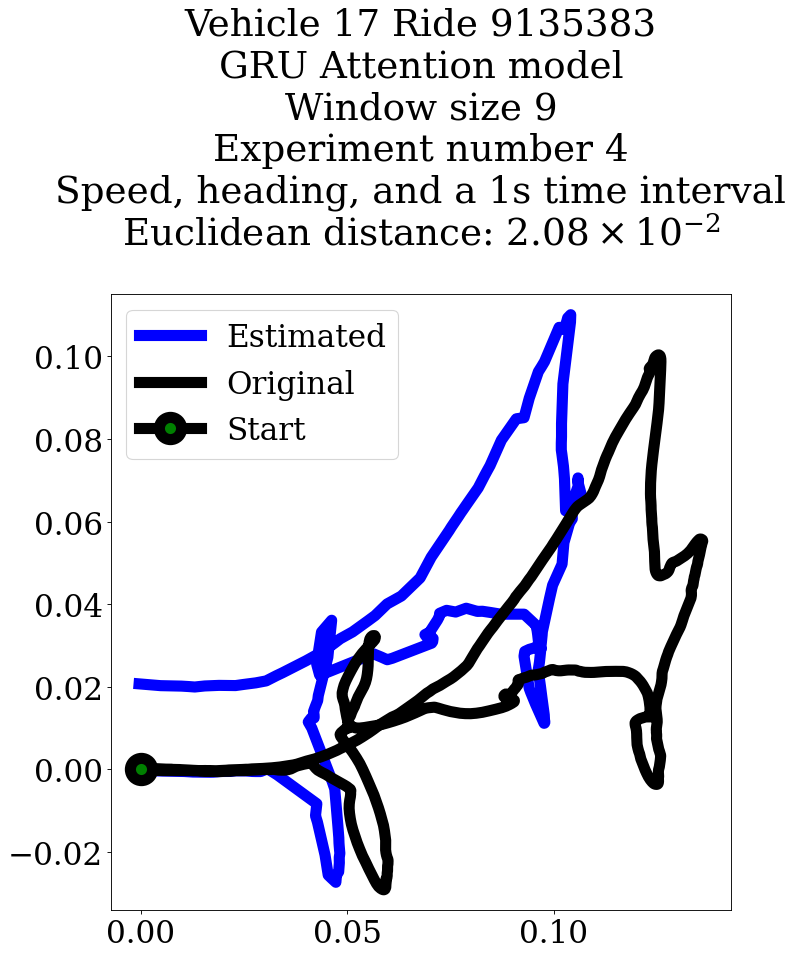 Vehicle 17 Ride 9135383
GRU Attention model
Window size 9
Experiment number 4
Speed, heading, and a 1s time interval
Euclidean distance: 2.08 × 10⁻²
Estimated
Original
Start
0.10
0.08
0.06
0.04
0.02
0.00
−0.02
0.00 0.05 0.10